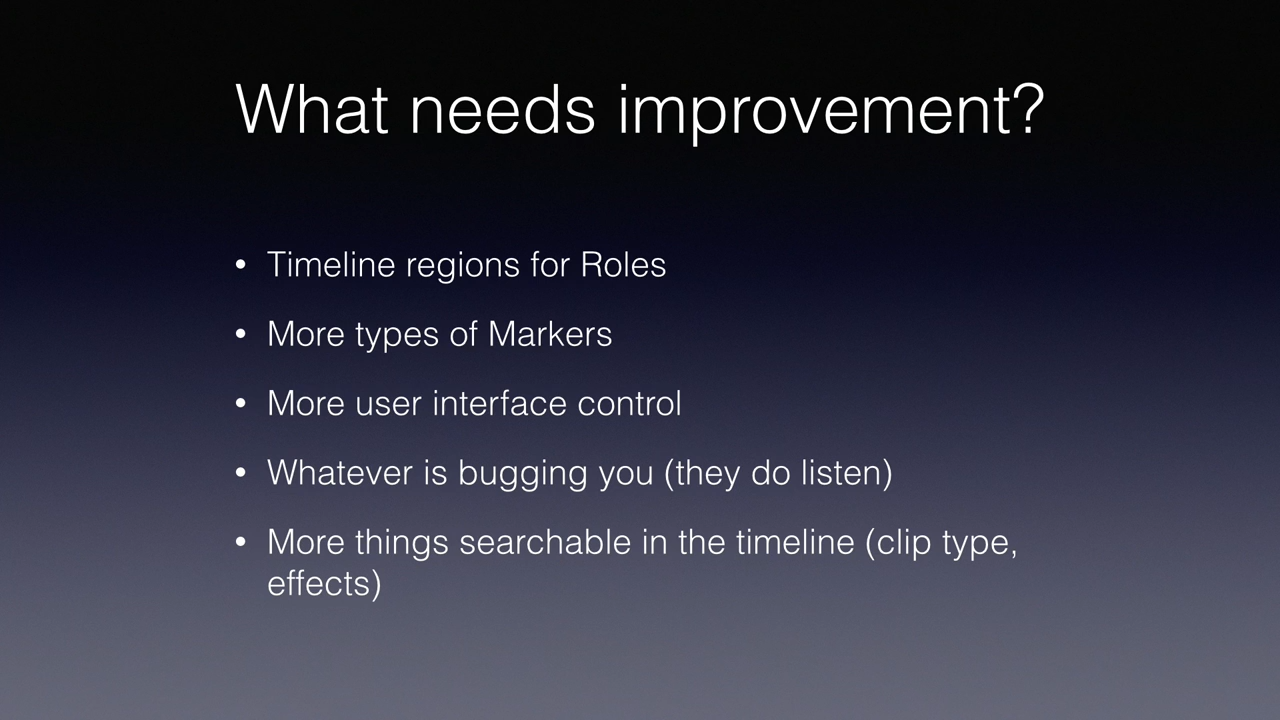 What needs improvement?
• Timeline regions for Roles
• More types of Markers
• More user interface control
• Whatever is bugging you (they do listen)
• More things searchable in the timeline (clip type,
effects)